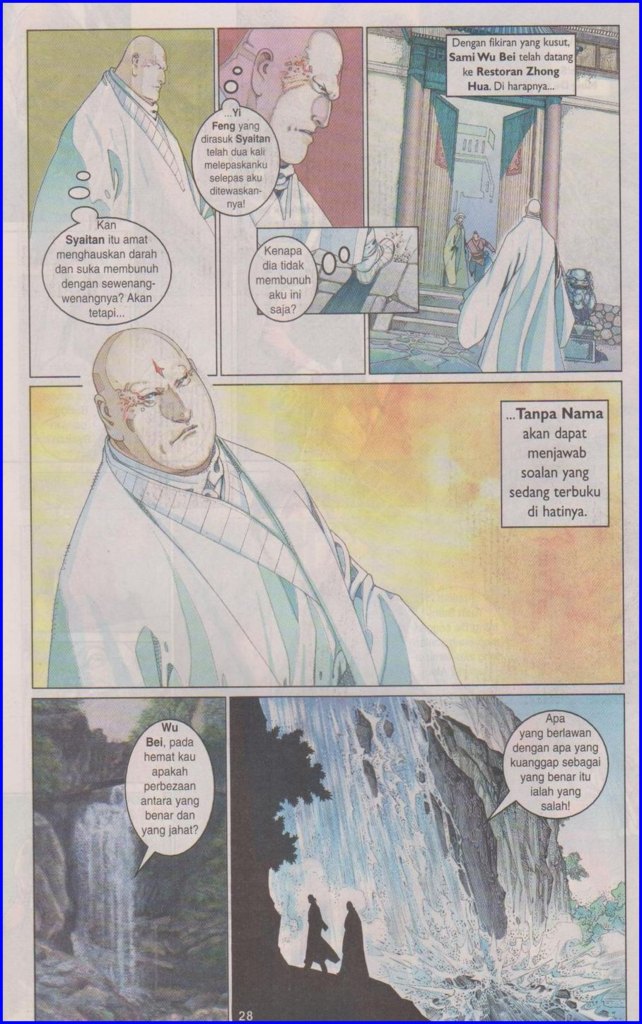 Kan
Syaitan itu amat
menghauskan darah
dan suka membunuh
dengan sewenang-
wenangnya? Akan
tetapi...
...Yi
Feng yang
dirasuk Syaitan
telah dua kali
melepaskanku
selepas aku
ditewaskan-
nya!
Kenapa
dia tidak
membunuh
aku ini
saja?
Dengan fikiran yang kusut,
Sami Wu Bei telah datang
ke Restoran Zhong
Hua. Di harapnya...
...Tanpa Nama
akan dapat
menjawab
soalan yang
sedang terbuku
di hatinya.
Wu
Bei, pada
hemat kau
apakah
perbezaan
antara yang
benar dan
yang jahat?
Apa
yang berlawan
dengan apa yang
kuanggap sebagai
yang benar itu
ialah yang
salah!
28